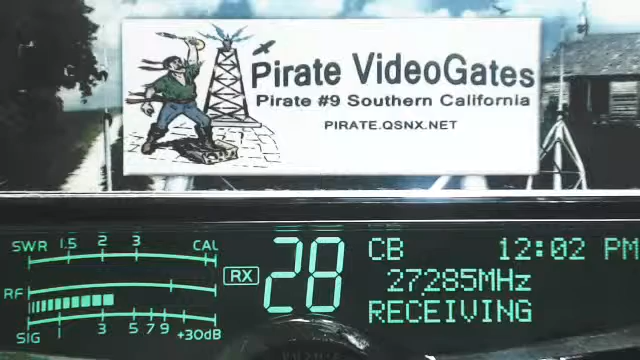 Pirate VideoGates
Pirate #9 Southern California
PIRATE.QSNX.NET
SWR 1.5 2 3 CAL
RF
SIG 1 3 5 7 9 +30dB
RX
28
CB 12:02 PM
27285MHz
RECEIVING